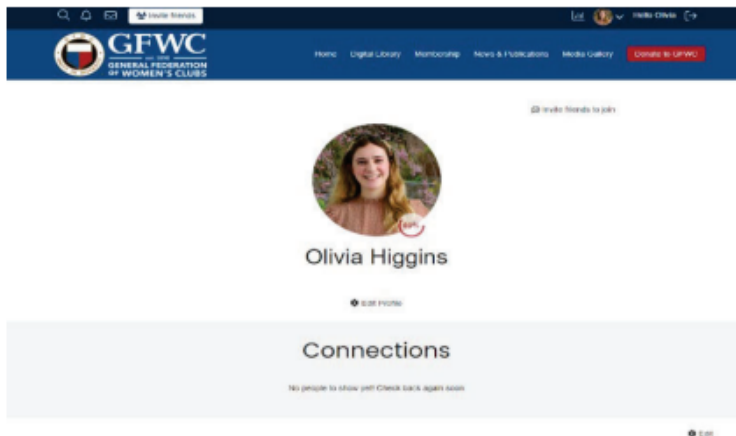 Invite friends
Hello Olivia
GFWC
GENERAL FEDERATION
OF WOMEN'S CLUBS
Home Digital Library Membership News & Publications Media Gallery Donate to GFWC
Invite friends to join
Olivia Higgins
Edit Profile
Connections
No people to show yet! Check back again soon
Edit